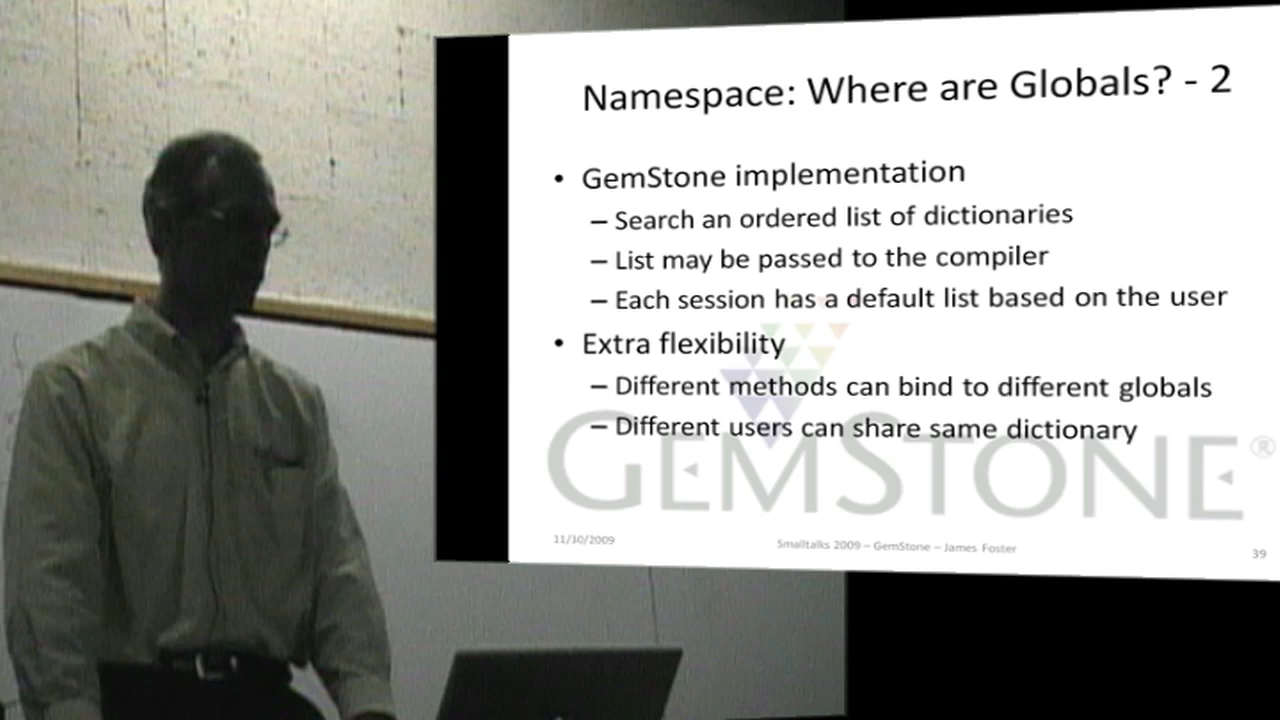 Namespace: Where are Globals? - 2
• GemStone implementation
– Search an ordered list of dictionaries
– List may be passed to the compiler
– Each session has a default list based on the user
• Extra flexibility
– Different methods can bind to different globals
– Different users can share same dictionary
GEMSTONE®
11/10/2009
Smalltalks 2009 – GemStone – James Foster
39